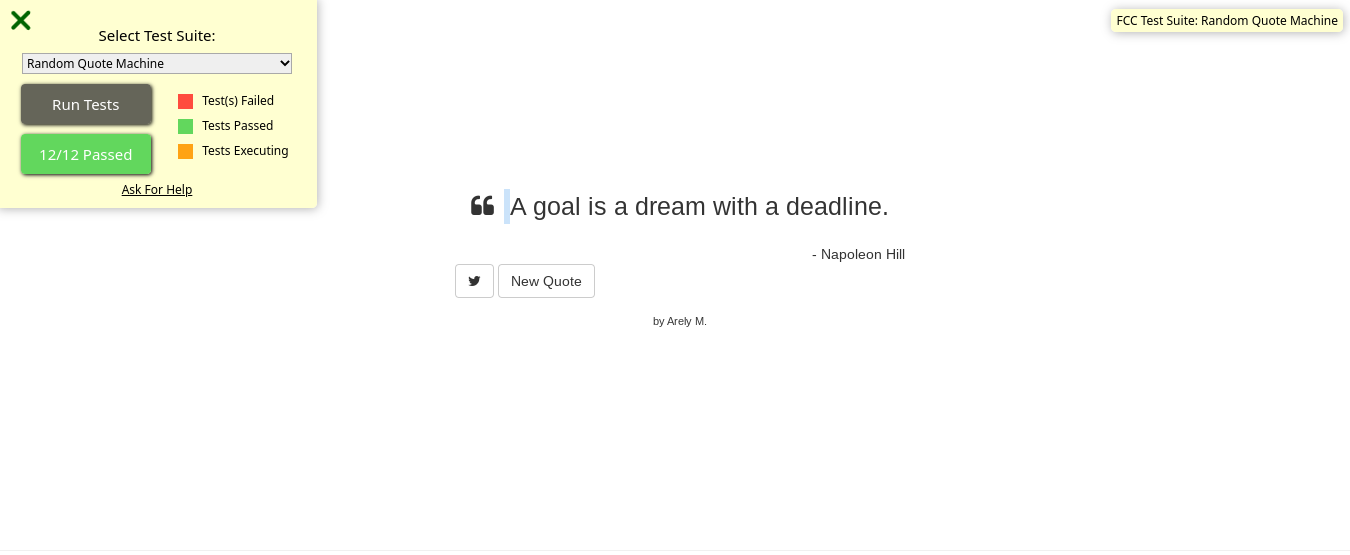 Select Test Suite:
Random Quote Machine
Run Tests
12/12 Passed
Test(s) Failed
Tests Passed
Tests Executing
Ask For Help
FCC Test Suite: Random Quote Machine
“ A goal is a dream with a deadline.
- Napoleon Hill
New Quote
by Arely M.